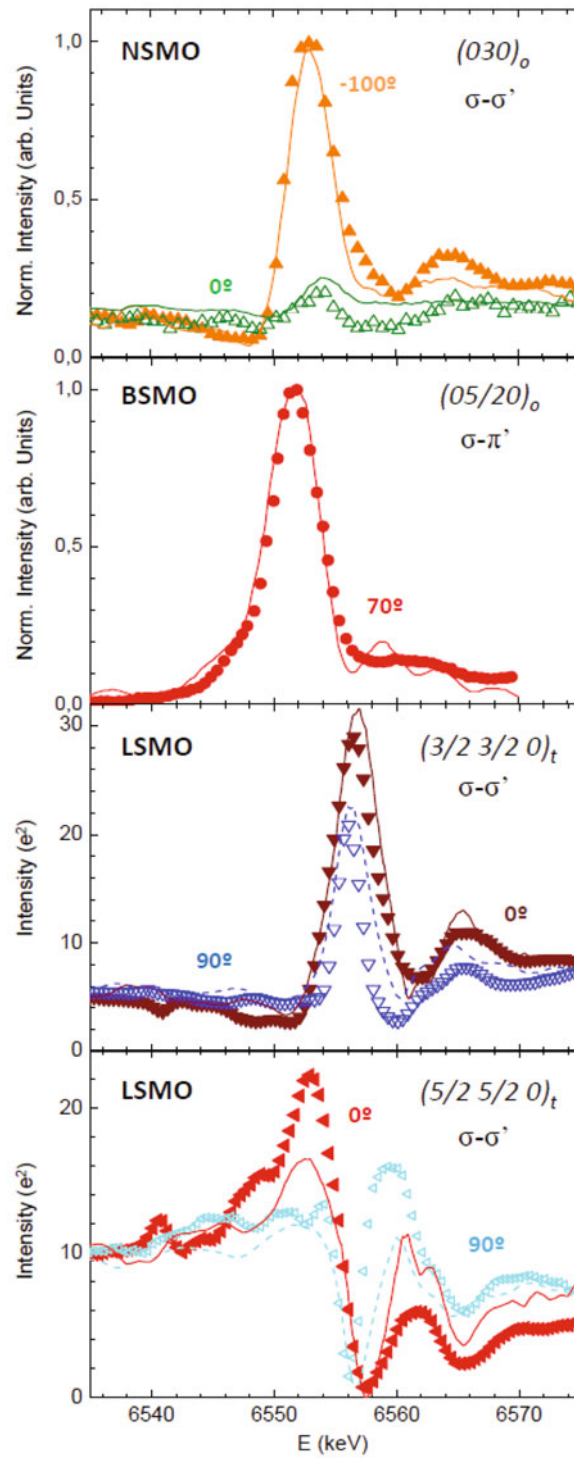 1,0
NSMO
(030)o
-100º
σ-σ'
0,5
0º
0,0
Norm. Intensity (arb. Units)
1,0
BSMO
(05/20)o
σ-π'
0,5
70º
0,0
Norm. Intensity (arb. Units)
30
LSMO
(3/2 3/2 0)t
σ-σ'
20
0º
10
90º
0
Intensity (e²)
LSMO
(5/2 5/2 0)t
0º
σ-σ'
20
90º
10
0
Intensity (e²)
6540 6550 6560 6570
E (keV)